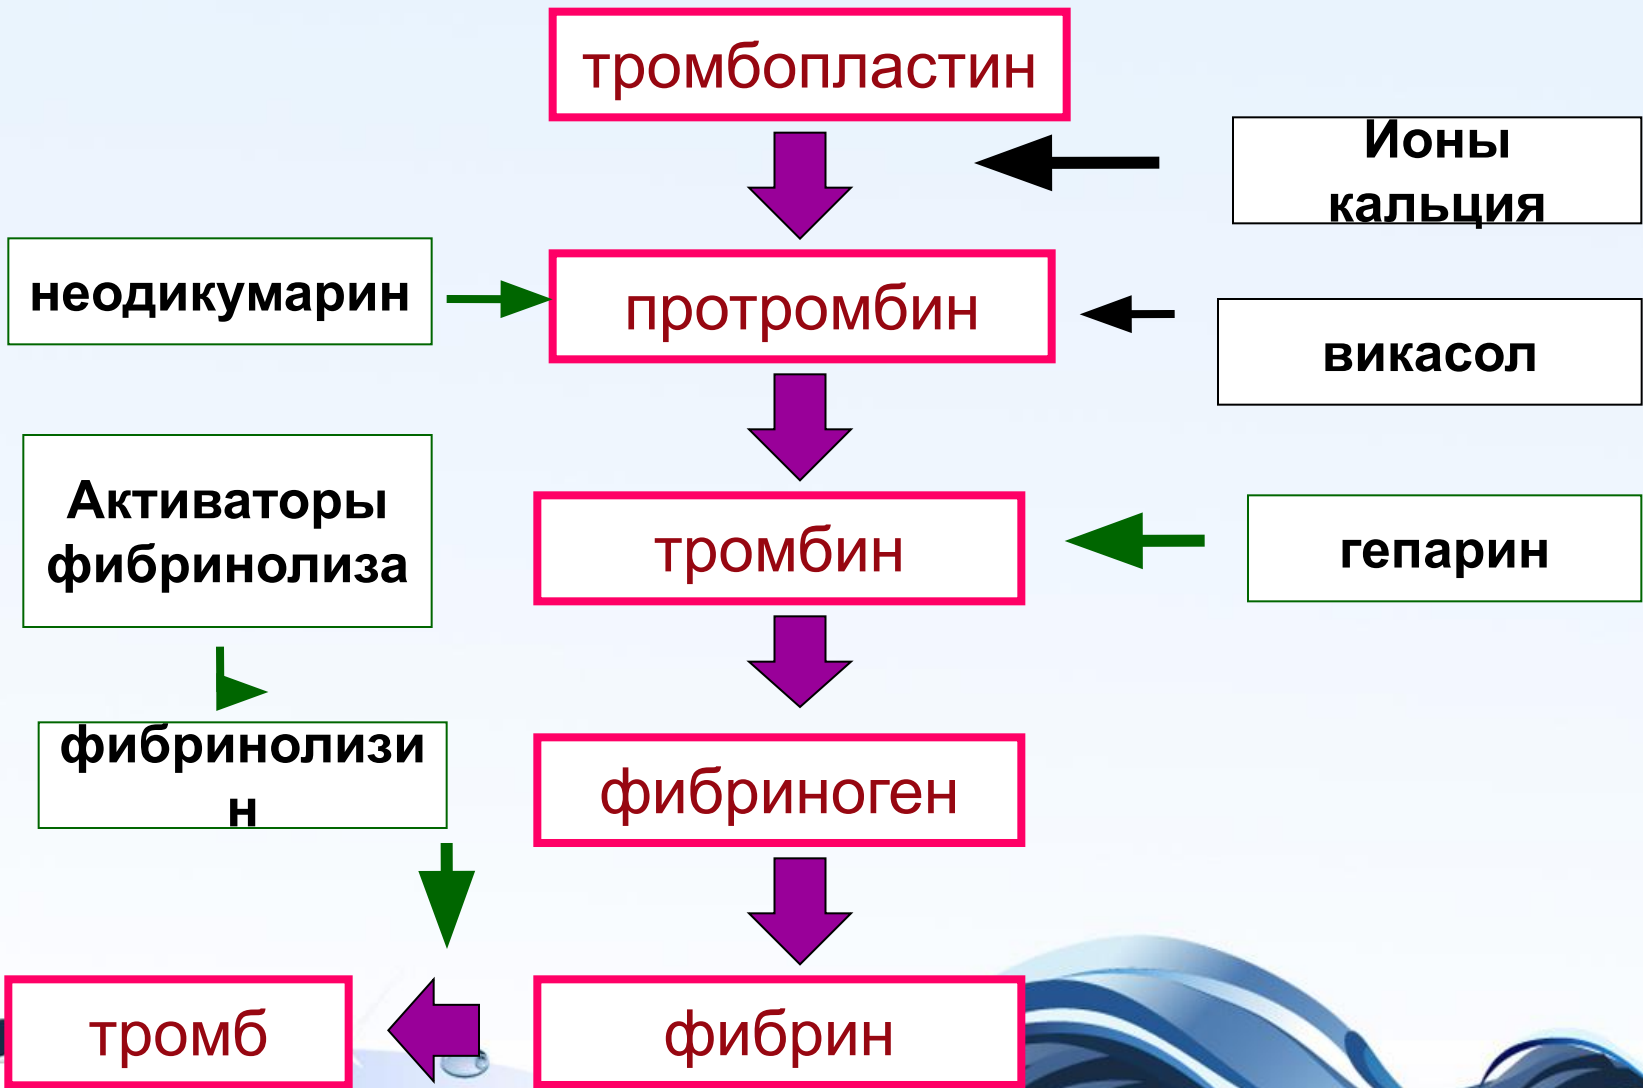 тромбопластин
Ионы
кальция
неодикумарин
протромбин
викасол
Активаторы
фибринолиза
тромбин
гепарин
фибринолизи
н
фибриноген
тромб
фибрин